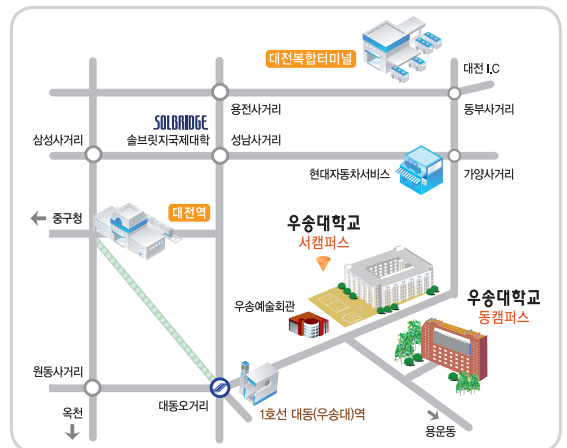 대전복합터미널
대전 I.C
용전사거리
동부사거리
SOLBRIDGE
솔브릿지국제대학
삼성사거리
성남사거리
현대자동차서비스
가양사거리
중구청
대전역
우송대학교
서캠퍼스
우송대학교
동캠퍼스
우송예술회관
원동사거리
대동오거리
1호선 대동(우송대)역
옥천
용운동